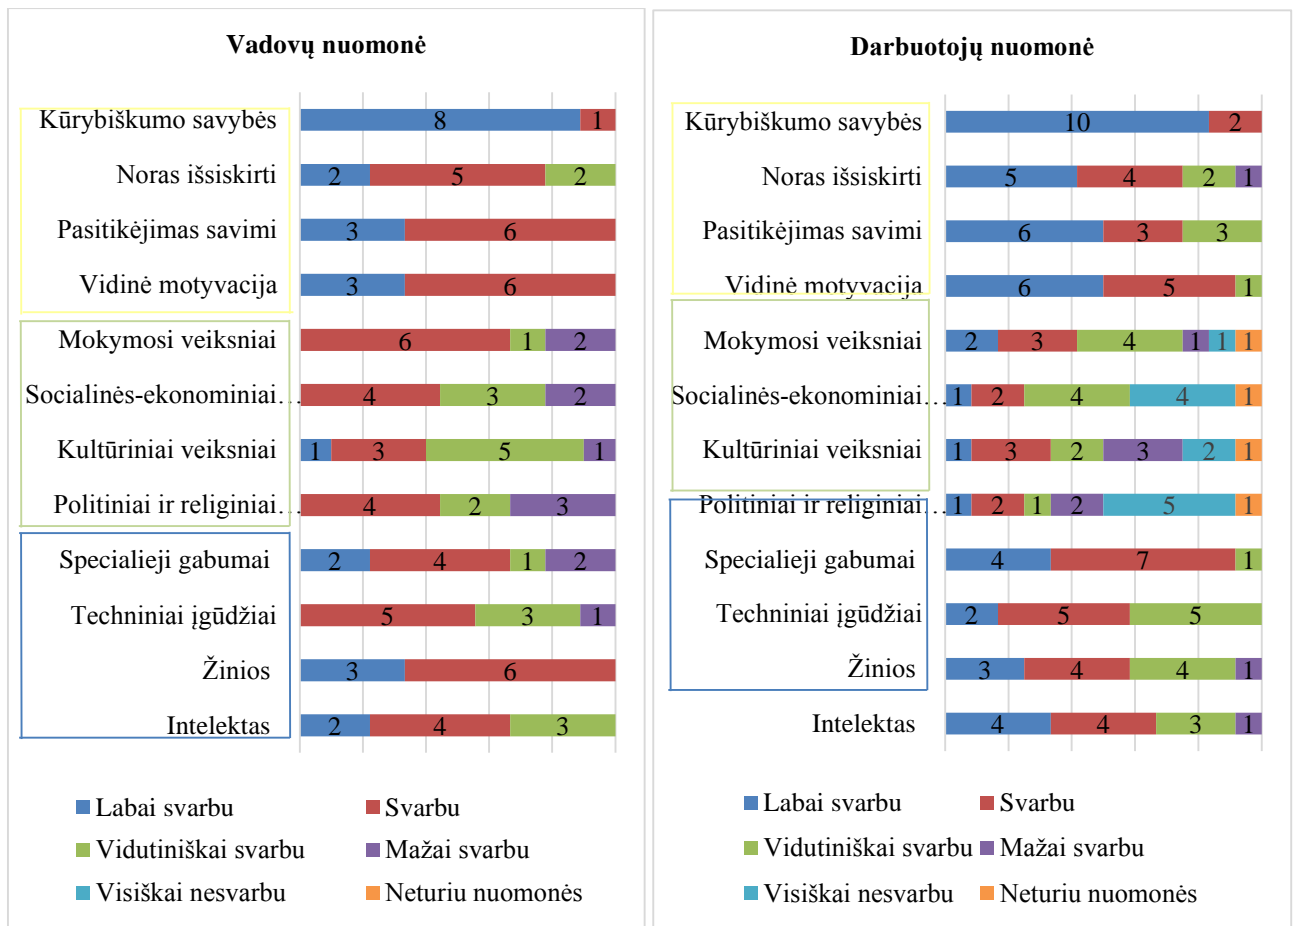 Vadovų nuomonė
Kūrybiškumo savybės 8 1
Noras išsiskirti 2 5 2
Pasitikėjimas savimi 3 6
Vidinė motyvacija 3 6
Mokymosi veiksniai 6 1 2
Socialinės-ekonominiai… 4 3 2
Kultūriniai veiksniai 1 3 5 1
Politiniai ir religiniai… 4 2 3
Specialieji gabumai 2 4 1 2
Techniniai įgūdžiai 5 3 1
Žinios 3 6
Intelektas 2 4 3
Labai svarbu Svarbu
Vidutiniškai svarbu Mažai svarbu
Visiškai nesvarbu Neturiu nuomonės
Darbuotojų nuomonė
Kūrybiškumo savybės 10 2
Noras išsiskirti 5 4 2 1
Pasitikėjimas savimi 6 3 3
Vidinė motyvacija 6 5 1
Mokymosi veiksniai 2 3 4 1 1 1
Socialinės-ekonominiai… 1 2 4 4 1
Kultūriniai veiksniai 1 3 2 3 2 1
Politiniai ir religiniai… 1 2 1 2 5 1
Specialieji gabumai 4 7 1
Techniniai įgūdžiai 2 5 5
Žinios 3 4 4 1
Intelektas 4 4 3 1
Labai svarbu Svarbu
Vidutiniškai svarbu Mažai svarbu
Visiškai nesvarbu Neturiu nuomonės